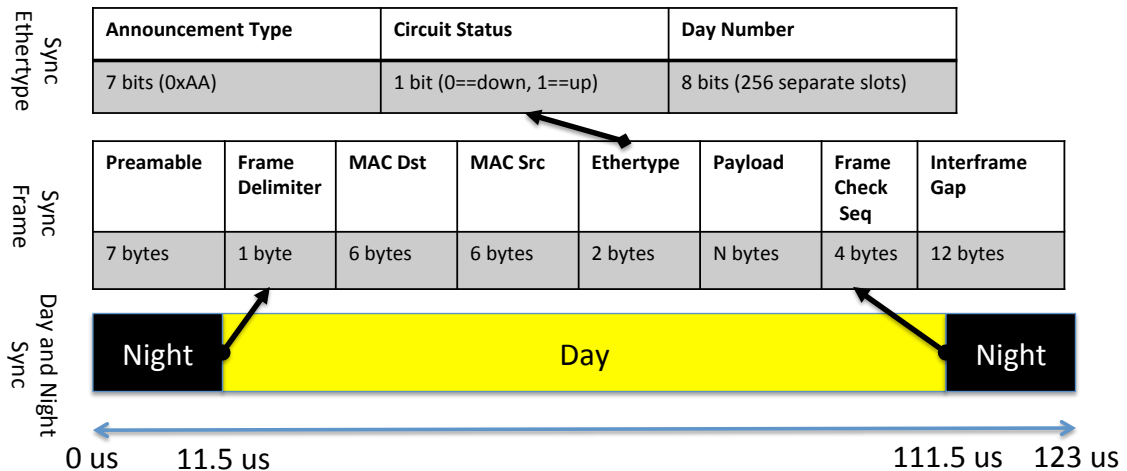 Sync Ethertype
Announcement Type Circuit Status Day Number
7 bits (0xAA) 1 bit (0==down, 1==up) 8 bits (256 separate slots)
Sync Frame
Preamable Frame Delimiter MAC Dst MAC Src Ethertype Payload Frame Check Seq Interframe Gap
7 bytes 1 byte 6 bytes 6 bytes 2 bytes N bytes 4 bytes 12 bytes
Day and Night Sync
Night Day Night
0 us 11.5 us 111.5 us 123 us